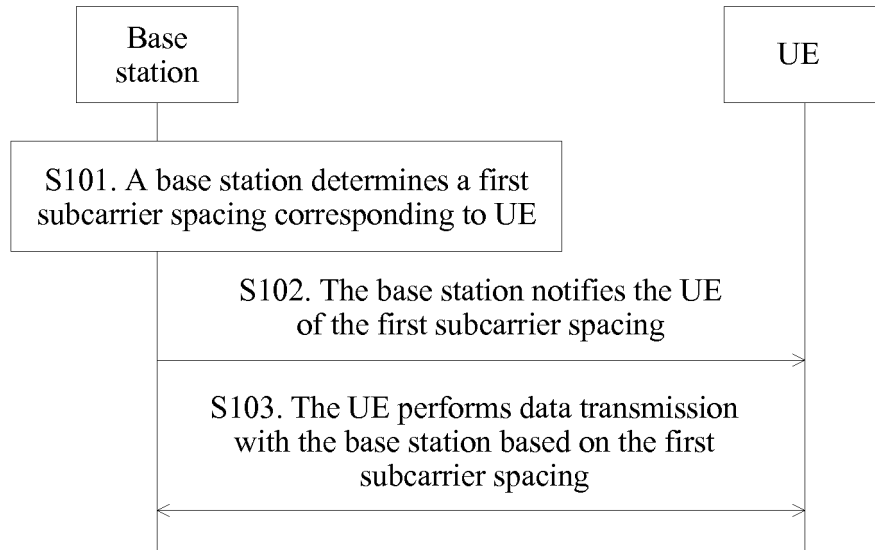 Base
station
UE
S101. A base station determines a first
subcarrier spacing corresponding to UE
S102. The base station notifies the UE
of the first subcarrier spacing
S103. The UE performs data transmission
with the base station based on the first
subcarrier spacing